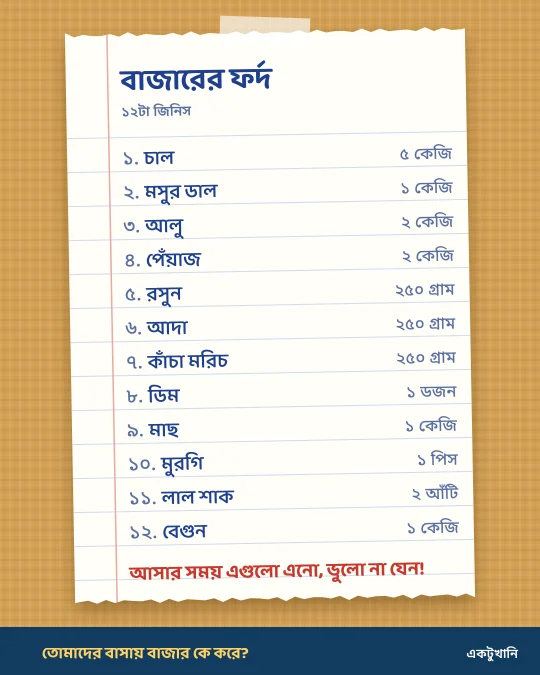 বাজারের ফর্দ
১২টা জিনিস
১. চাল ৫ কেজি
২. মসুর ডাল ১ কেজি
৩. আলু ২ কেজি
৪. পেঁয়াজ ২ কেজি
৫. রসুন ২৫০ গ্রাম
৬. আদা ২৫০ গ্রাম
৭. কাঁচা মরিচ ২৫০ গ্রাম
৮. ডিম ১ ডজন
৯. মাছ ১ কেজি
১০. মুরগি ১ পিস
১১. লাল শাক ২ আঁটি
১২. বেগুন ১ কেজি
আসার সময় এগুলো এনো, ভুলো না যেন!
তোমাদের বাসায় বাজার কে করে?
একটুখানি